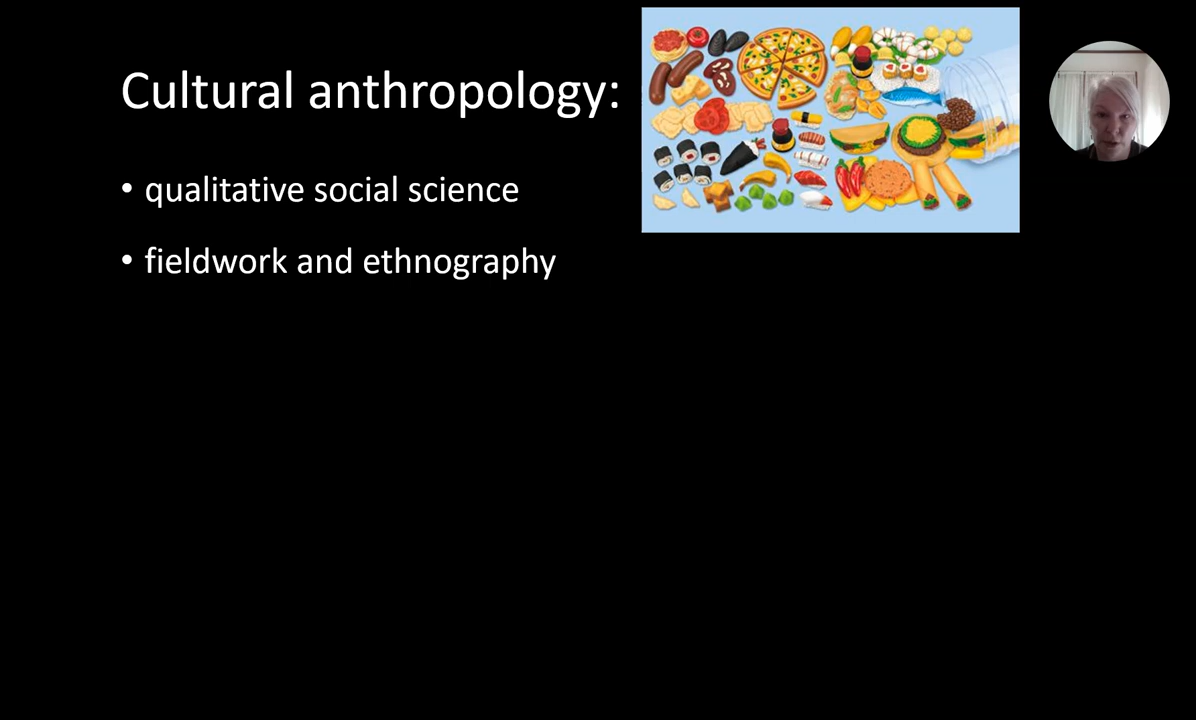 Cultural anthropology:
• qualitative social science
• fieldwork and ethnography